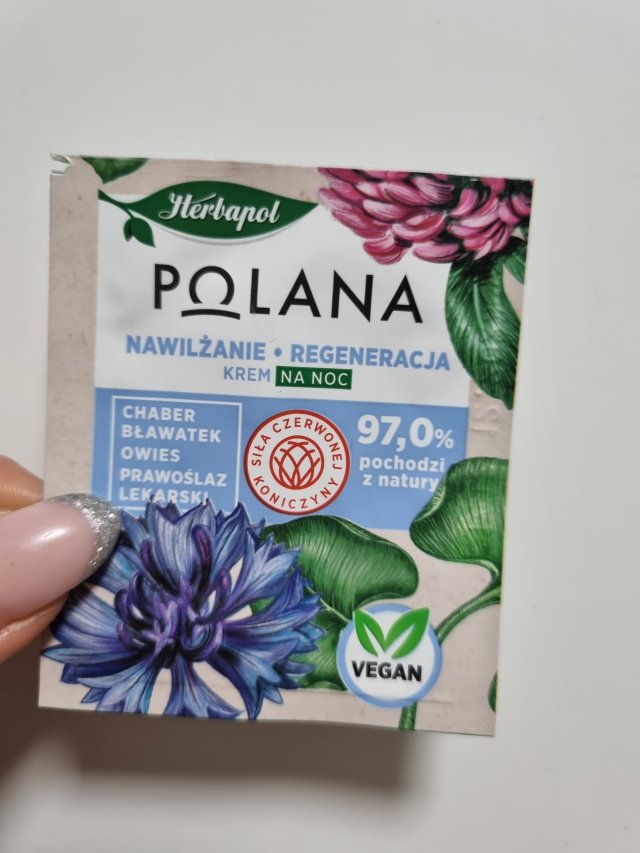 Herbapol
POLANA
NAWILŻANIE • REGENERACJA
KREM NA NOC
CHABER
BŁAWATEK
OWIES
PRAWOŚLAZ
LEKARSKI
SIŁA CZERWONEJ
KONICZYNY
97,0%
pochodzi
z natury
VEGAN